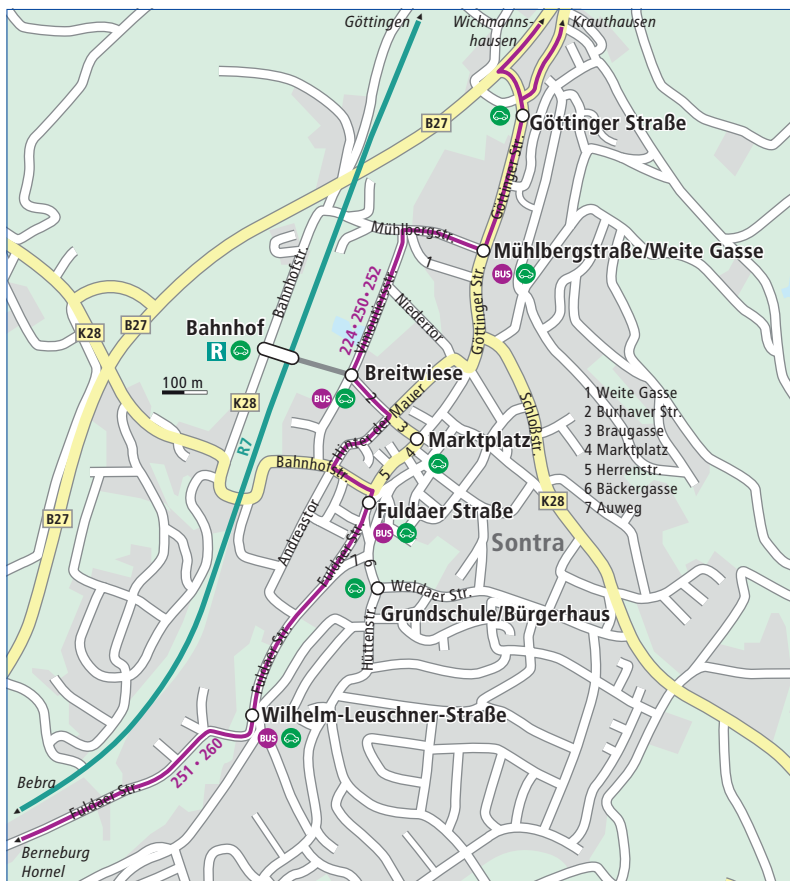 Göttingen
Wichmanns-
hausen
Krauthausen
B27
Göttinger Straße
Göttinger Str.
Mühlbergstr.
Mühlbergstraße/Weite Gasse
BUS
1
Bahnhofstr.
224 • 250 • 252
Vimoutiersstr.
Niedertor
Göttinger Str.
K28
B27
Bahnhof
R
100 m
K28
Breitwiese
BUS
2
Hinter der Mauer
3
Marktplatz
4
5
Schloßstr.
1 Weite Gasse
2 Burhaver Str.
3 Braugasse
4 Marktplatz
5 Herrenstr.
6 Bäckergasse
7 Auweg
R7
Bahnhofstr.
K28
B27
Andreastor
Fuldaer Straße
BUS
Sontra
Fuldaer Str.
7
6
Weldaer Str.
Grundschule/Bürgerhaus
Hüttenstr.
Fuldaer Str.
Wilhelm-Leuschner-Straße
BUS
251 • 260
Bebra
Fuldaer Str.
Berneburg
Hornel